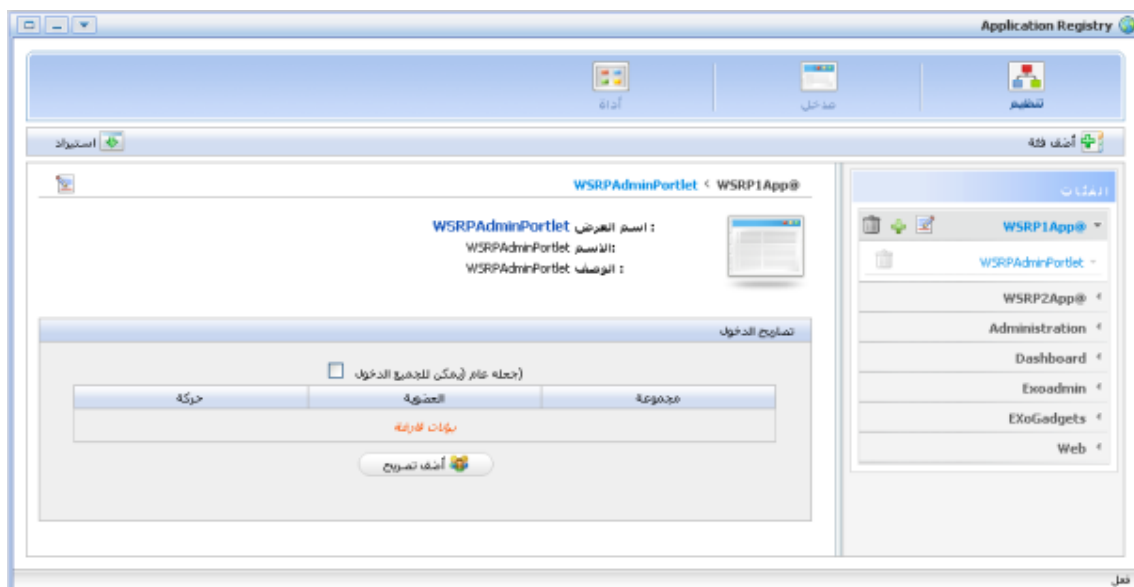 Application Registry
تنظيم
مدخل
أداة
أضف فئة
استيراد
الفئات
@WSRP1App
WSRPAdminPortlet
@WSRP2App
Administration
Dashboard
Exoadmin
EXoGadgets
Web
@WSRP1App > WSRPAdminPortlet
اسم العرض : WSRPAdminPortlet
الاسم: WSRPAdminPortlet
الوصف : WSRPAdminPortlet
تصاريح الدخول
(جعله عام (يمكن للجميع الدخول
مجموعة العضوية حركة
بيانات فارغة
أضف تصريح
فعل